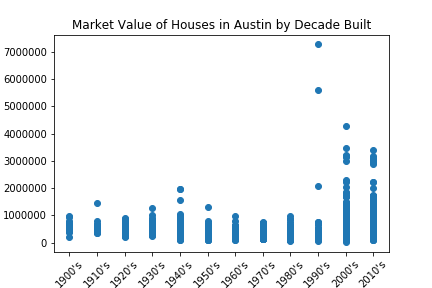 Market Value of Houses in Austin by Decade Built
7000000
6000000
5000000
4000000
3000000
2000000
1000000
0
1900's
1910's
1920's
1930's
1940's
1950's
1960's
1970's
1980's
1990's
2000's
2010's